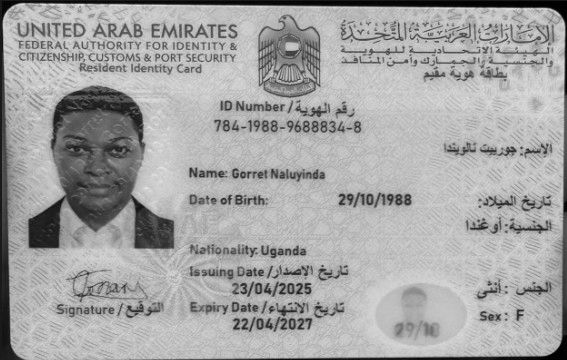 UNITED ARAB EMIRATES
FEDERAL AUTHORITY FOR IDENTITY &
CITIZENSHIP, CUSTOMS & PORT SECURITY
Resident Identity Card
الإمارات العربية المتحدة
الهيئة الاتحادية للهوية
والجنسية والجمارك وأمن المنافذ
بطاقة هوية مقيم
ID Number / رقم الهوية
784-1988-9688834-8
الإسم: جورييت نالويندا
Name: Gorret Naluyinda
Date of Birth: 29/10/1988 تاريخ الميلاد:
الجنسية: أوغندا
Nationality: Uganda
Issuing Date / تاريخ الإصدار
23/04/2025
الجنس: أنثى
Expiry Date / تاريخ الانتهاء
22/04/2027
Sex: F
Signature / التوقيع
29/10